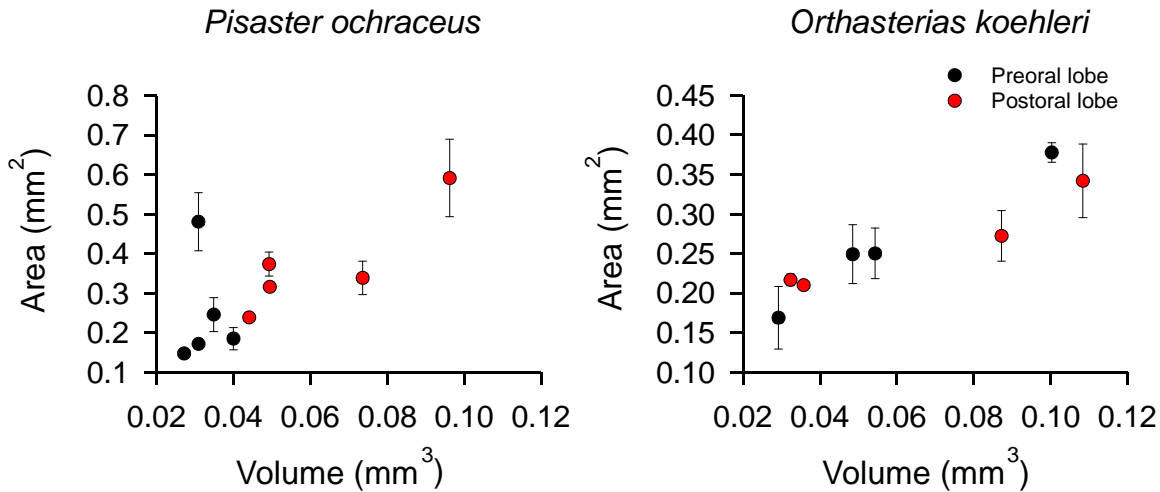 Pisaster ochraceus
Orthasterias koehleri
Preoral lobe
Postoral lobe
Area (mm²)
0.8
0.7
0.6
0.5
0.4
0.3
0.2
0.1
0.02 0.04 0.06 0.08 0.10 0.12
Volume (mm³)
Area (mm²)
0.45
0.40
0.35
0.30
0.25
0.20
0.15
0.10
0.02 0.04 0.06 0.08 0.10 0.12
Volume (mm³)